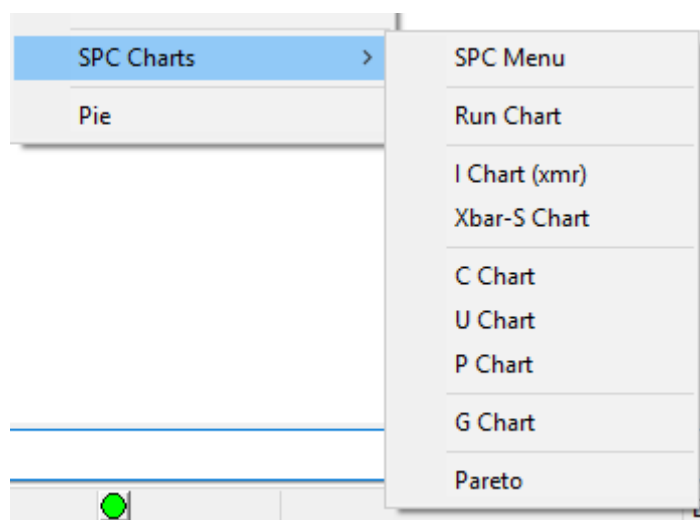 SPC Charts >
Pie
SPC Menu
Run Chart
I Chart (xmr)
Xbar-S Chart
C Chart
U Chart
P Chart
G Chart
Pareto